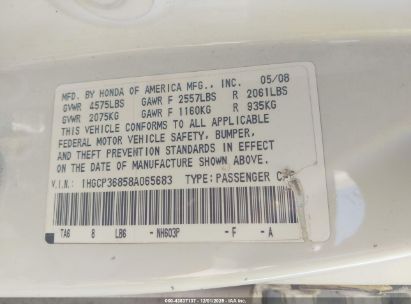 MFD. BY HONDA OF AMERICA MFG., INC. 05/08
GVWR 4575LBS GAWR F 2557LBS R 2061LBS
GVWR 2075KG GAWR F 1160KG R 935KG
THIS VEHICLE CONFORMS TO ALL APPLICABLE
FEDERAL MOTOR VEHICLE SAFETY, BUMPER,
AND THEFT PREVENTION STANDARDS IN EFFECT
ON THE DATE OF MANUFACTURE SHOWN ABOVE.
V.I.N.: 1HGCP36858A065683 TYPE: PASSENGER C
TA6 8 LB6 -NH603P -F -A